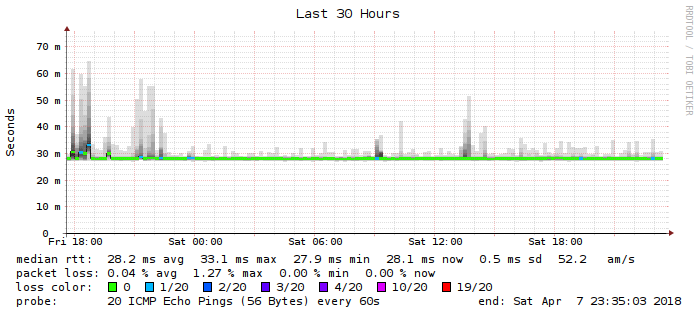 Last 30 Hours
RRDTOOL / TOBI OETIKER
Seconds
70 m
60 m
50 m
40 m
30 m
20 m
10 m
0
Fri 18:00 Sat 00:00 Sat 06:00 Sat 12:00 Sat 18:00
median rtt: 28.2 ms avg 33.1 ms max 27.9 ms min 28.1 ms now 0.5 ms sd 52.2 am/s
packet loss: 0.04 % avg 1.27 % max 0.00 % min 0.00 % now
loss color: 0 1/20 2/20 3/20 4/20 10/20 19/20
probe: 20 ICMP Echo Pings (56 Bytes) every 60s end: Sat Apr 7 23:35:03 2018